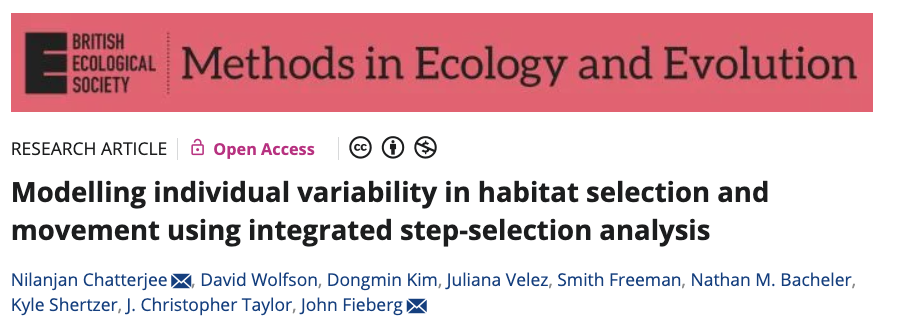 BRITISH
ECOLOGICAL
SOCIETY
Methods in Ecology and Evolution
RESEARCH ARTICLE Open Access cc
Modelling individual variability in habitat selection and
movement using integrated step-selection analysis
Nilanjan Chatterjee, David Wolfson, Dongmin Kim, Juliana Velez, Smith Freeman, Nathan M. Bacheler,
Kyle Shertzer, J. Christopher Taylor, John Fieberg